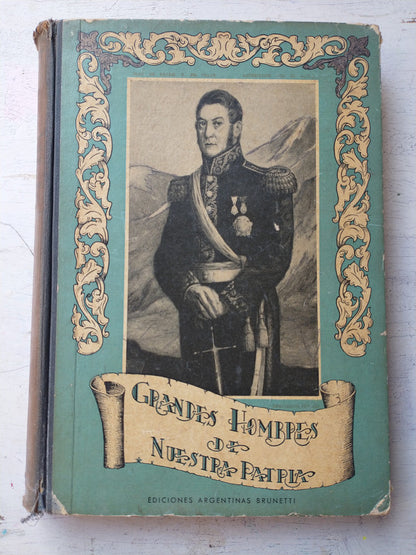 GRANDES HOMBRES
DE
NUESTRA PATRIA
EDICIONES ARGENTINAS BRUNETTI